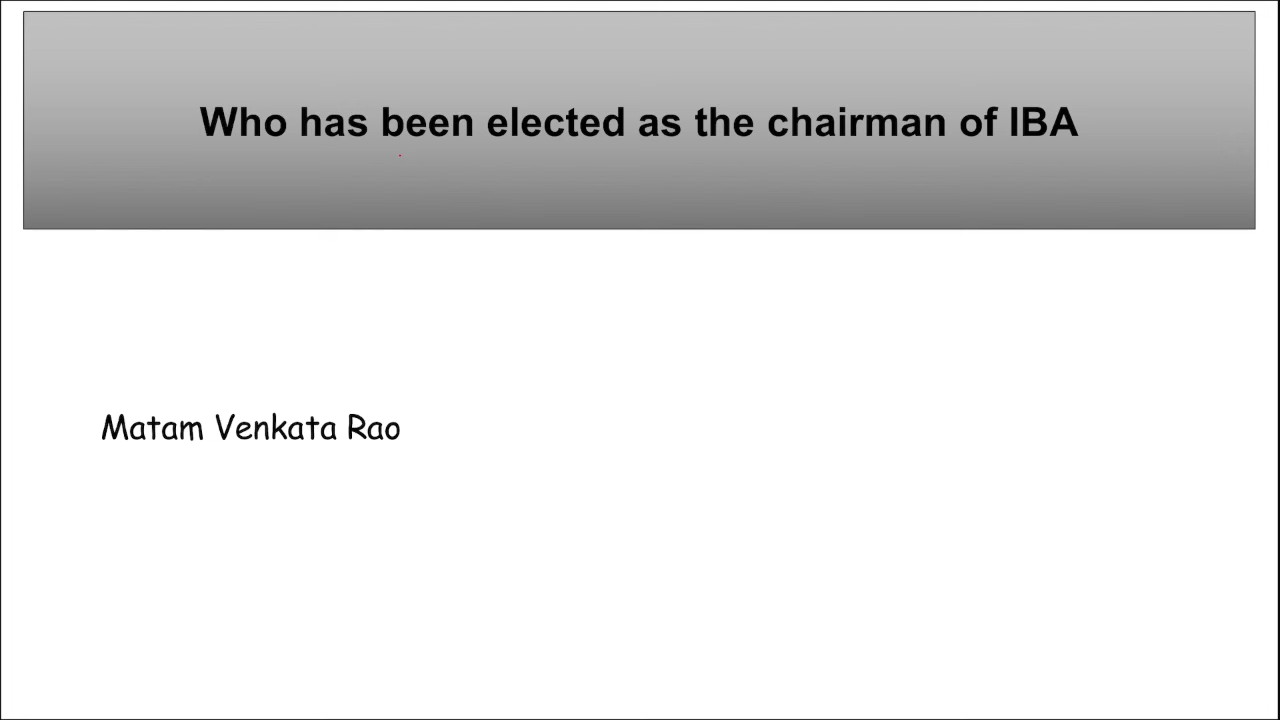 Who has been elected as the chairman of IBA
Matam Venkata Rao